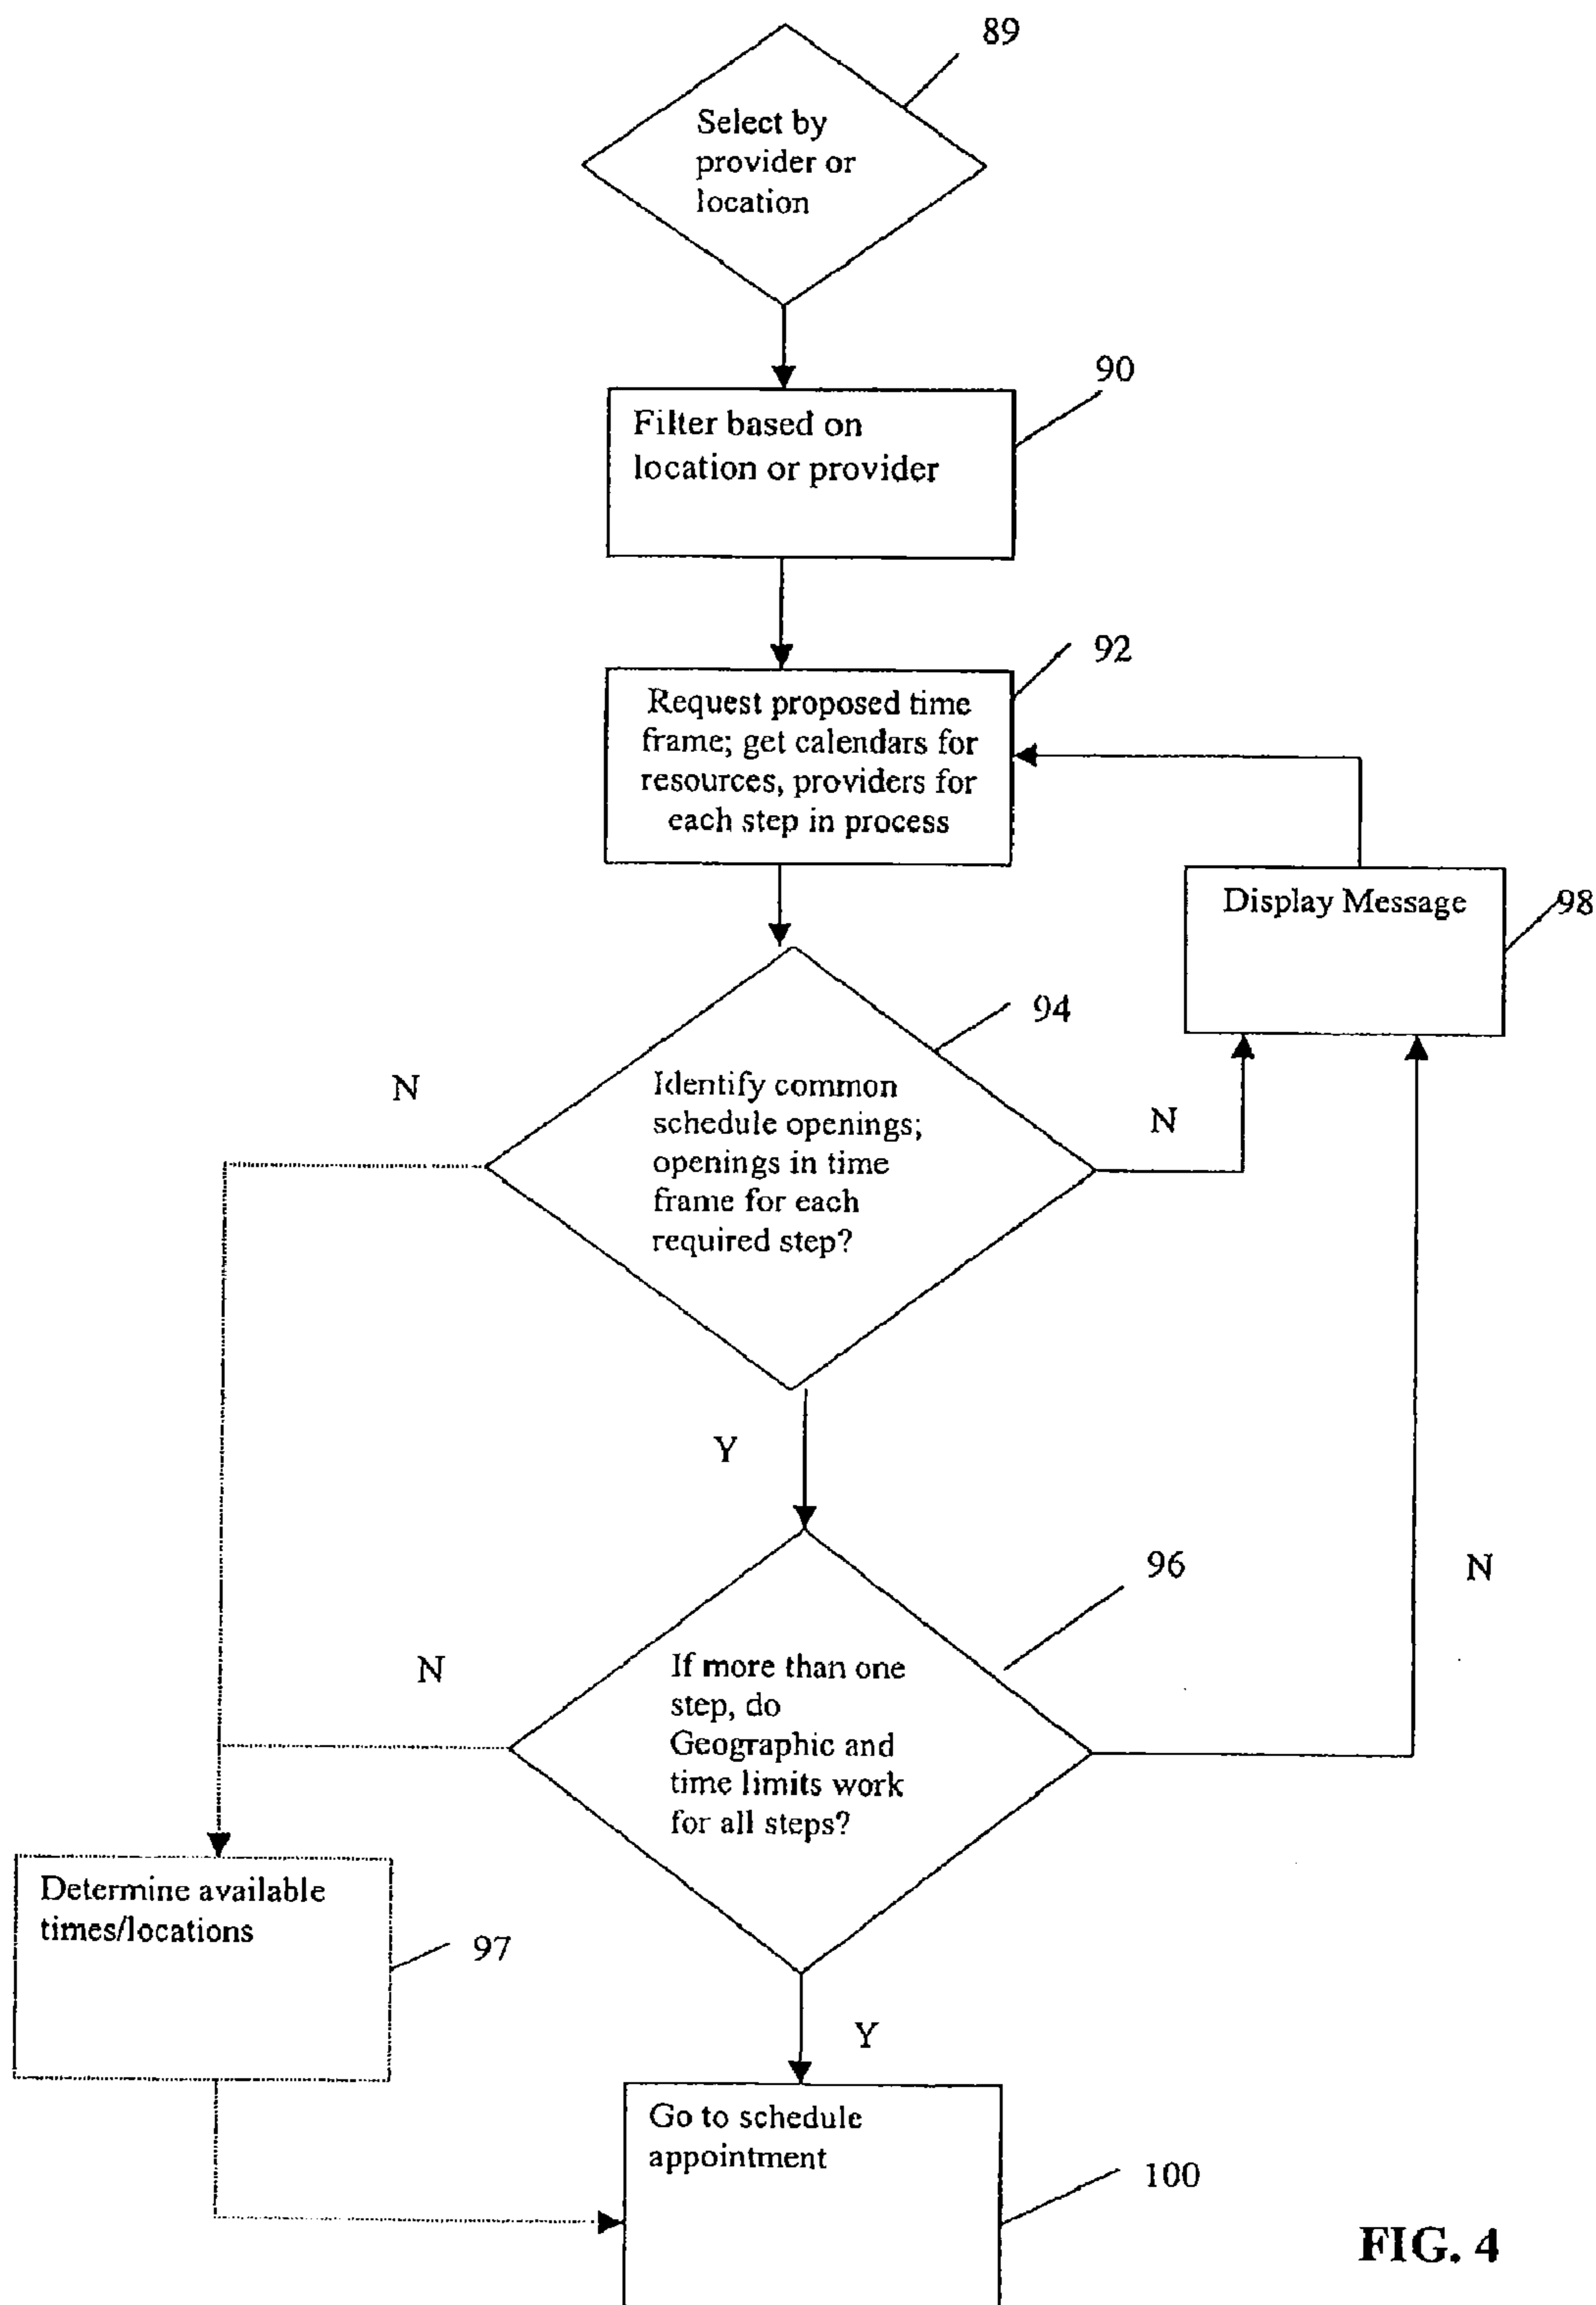 89
Select by
provider or
location
90
Filter based on
location or provider
92
Request proposed time
frame; get calendars for
resources, providers for
each step in process
Display Message
98
94
N
Identify common
schedule openings;
openings in time
frame for each
required step?
N
Y
96
N
N
If more than one
step, do
Geographic and
time limits work
for all steps?
Determine available
times/locations
97
Y
Go to schedule
appointment
100
FIG. 4